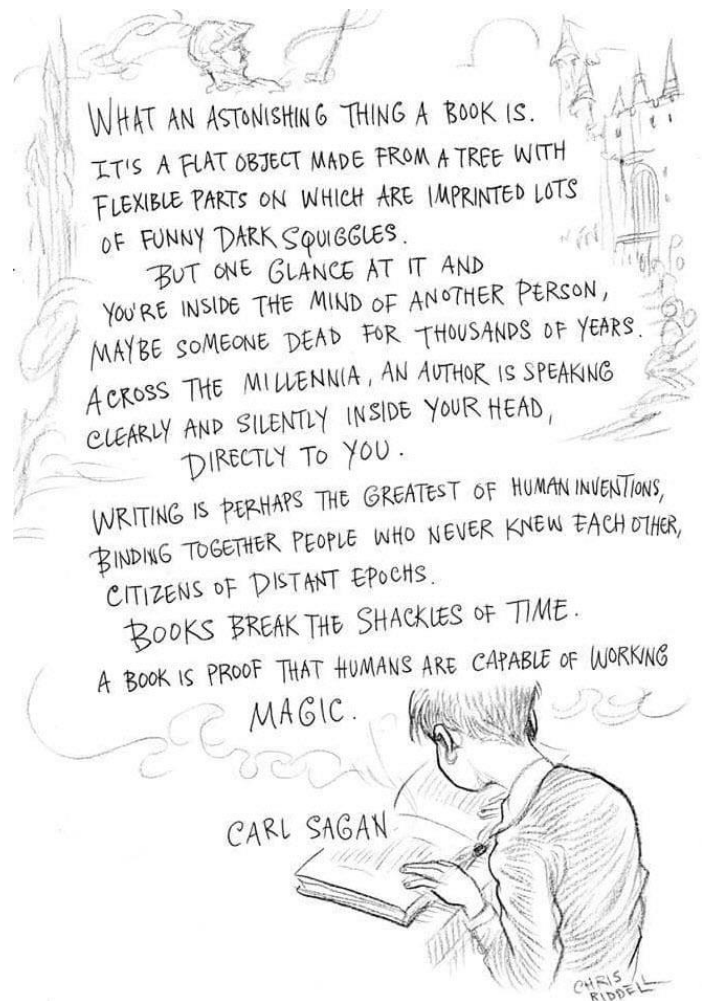 WHAT AN ASTONISHING THING A BOOK IS.
IT'S A FLAT OBJECT MADE FROM A TREE WITH
FLEXIBLE PARTS ON WHICH ARE IMPRINTED LOTS
OF FUNNY DARK SQUIGGLES.
BUT ONE GLANCE AT IT AND
YOU'RE INSIDE THE MIND OF ANOTHER PERSON,
MAYBE SOMEONE DEAD FOR THOUSANDS OF YEARS.
ACROSS THE MILLENNIA, AN AUTHOR IS SPEAKING
CLEARLY AND SILENTLY INSIDE YOUR HEAD,
DIRECTLY TO YOU.
WRITING IS PERHAPS THE GREATEST OF HUMAN INVENTIONS,
BINDING TOGETHER PEOPLE WHO NEVER KNEW EACH OTHER,
CITIZENS OF DISTANT EPOCHS.
BOOKS BREAK THE SHACKLES OF TIME.
A BOOK IS PROOF THAT HUMANS ARE CAPABLE OF WORKING
MAGIC.
CARL SAGAN
CHRIS
RIDDELL